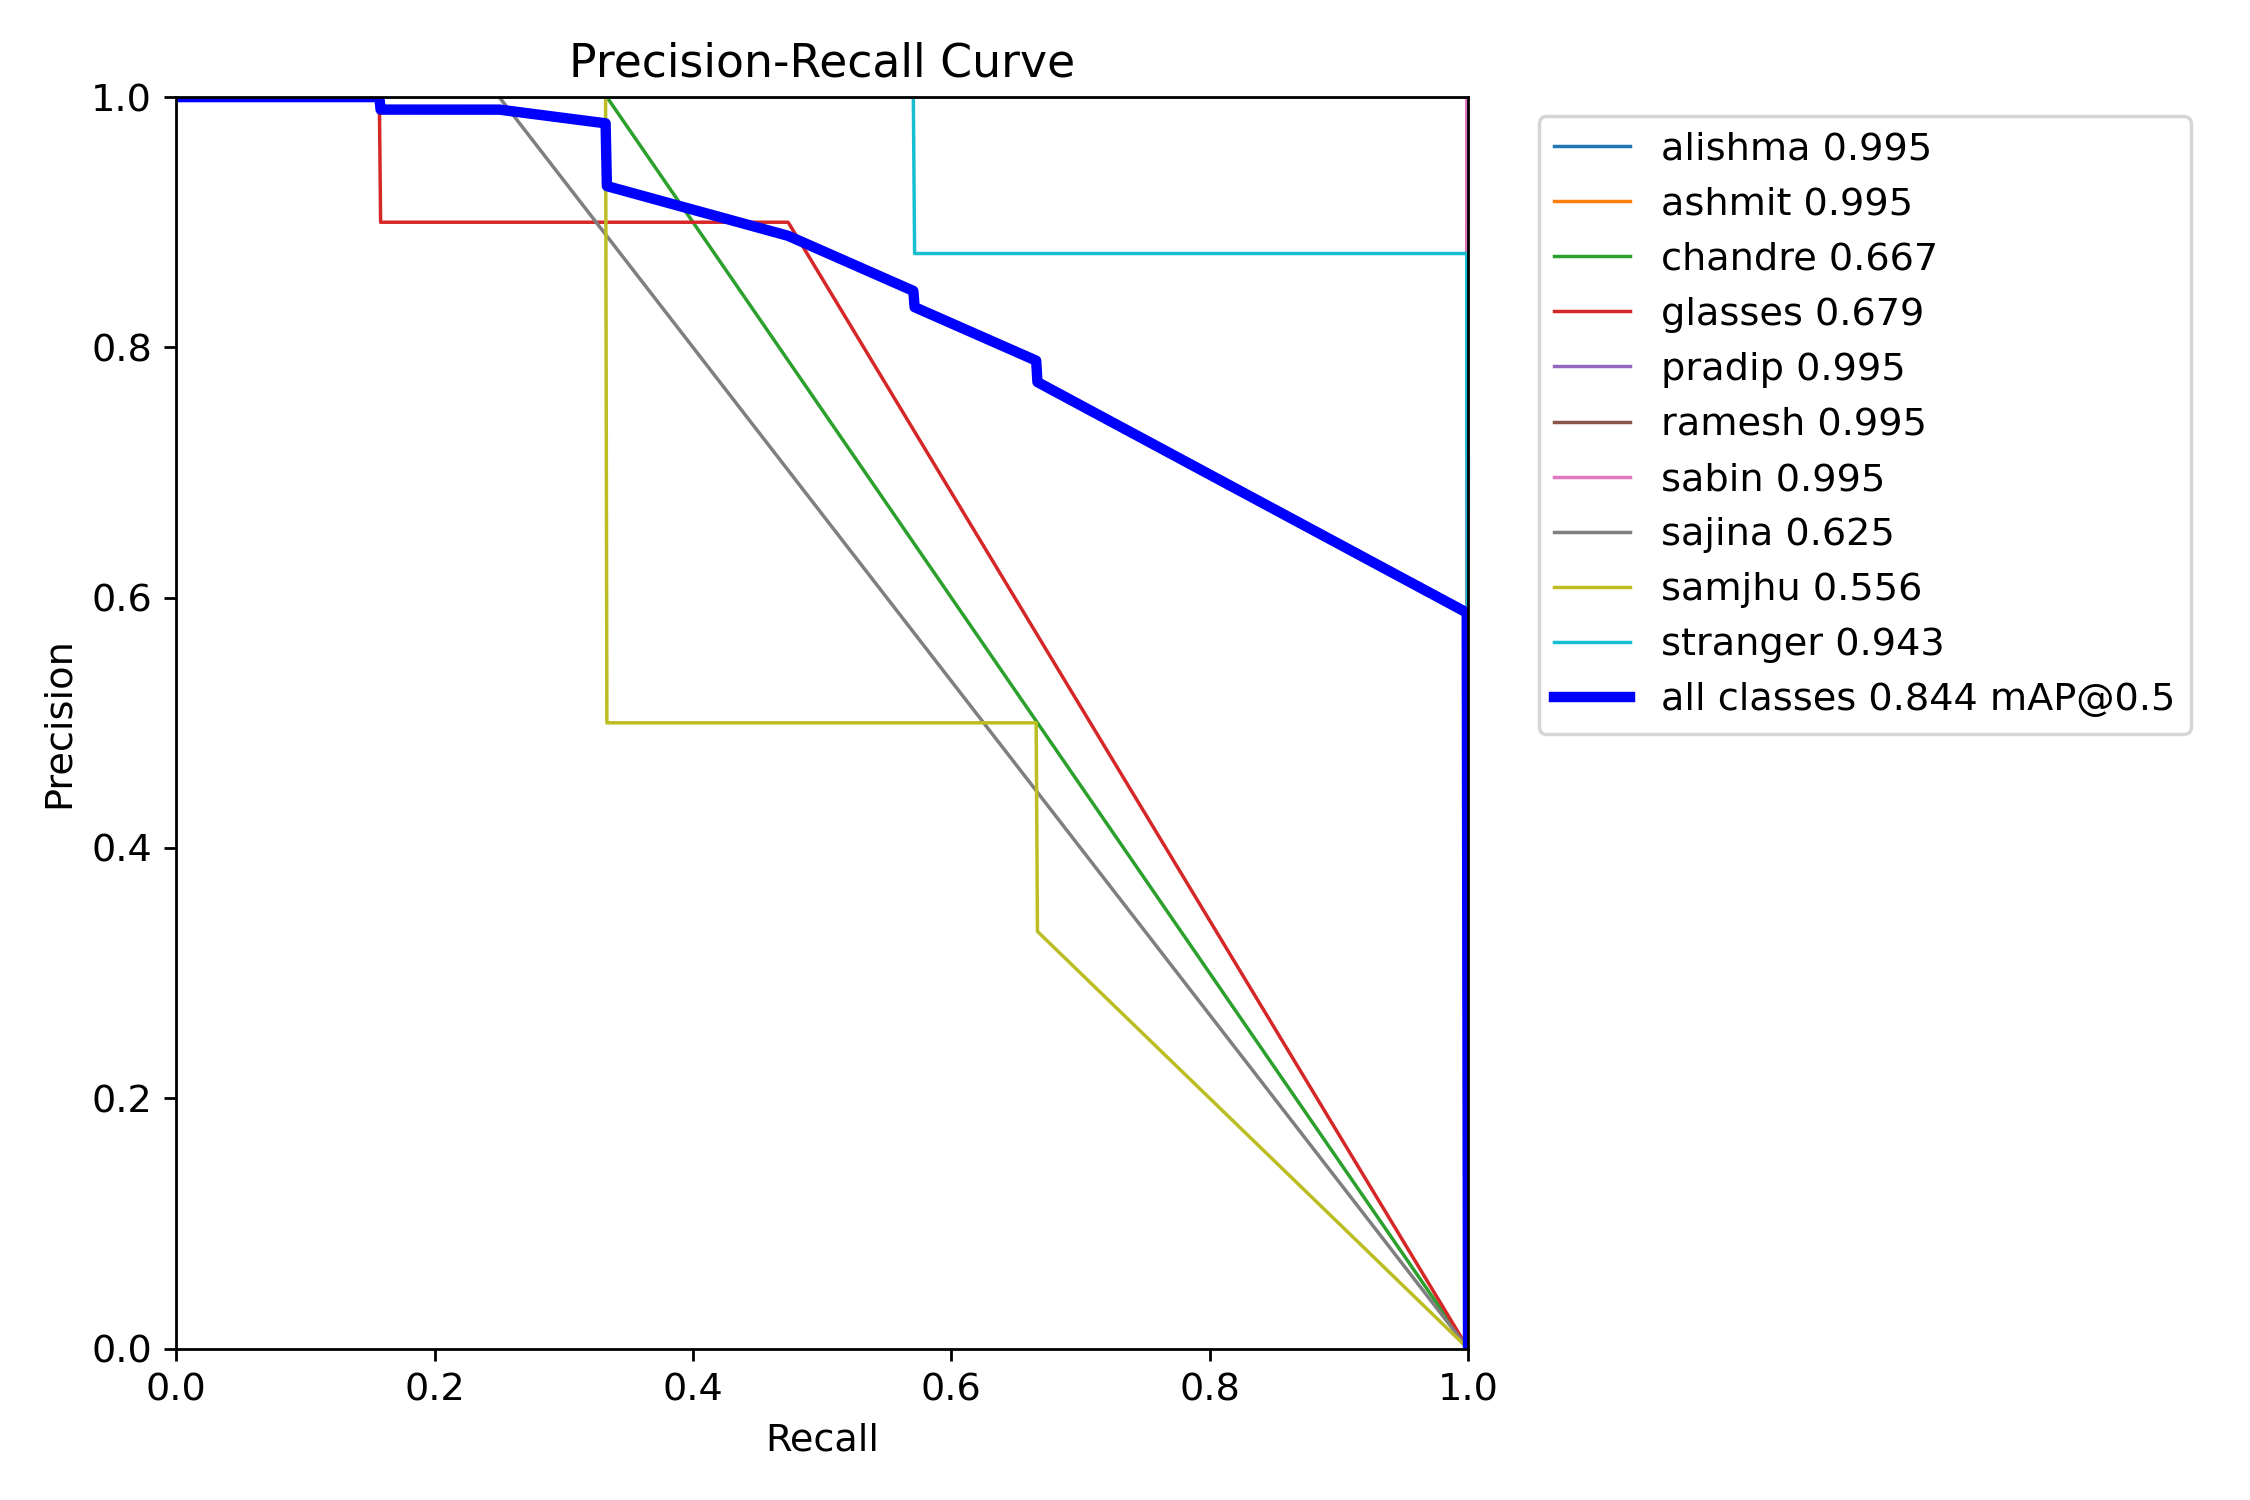 Precision-Recall Curve
1.0
0.8
0.6
0.4
0.2
0.0
Precision
0.0 0.2 0.4 0.6 0.8 1.0
Recall
alishma 0.995
ashmit 0.995
chandre 0.667
glasses 0.679
pradip 0.995
ramesh 0.995
sabin 0.995
sajina 0.625
samjhu 0.556
stranger 0.943
all classes 0.844 mAP@0.5